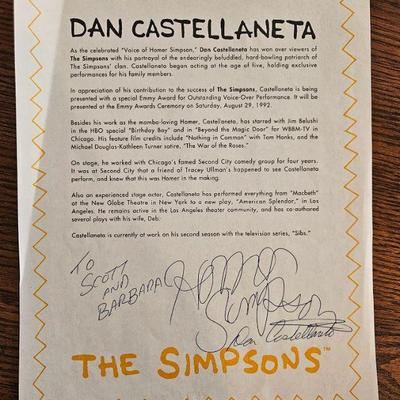 DAN CASTELLANETA
As the celebrated "Voice of Homer Simpson," Dan Castellaneta has won over viewers of
The Simpsons with his portrayal of the endearingly befuddled, hard-bowling patriarch of
The Simpsons' clan. Castellaneta began acting at the age of five, holding exclusive
performances for his family members.
In appreciation of his contribution to the success of The Simpsons, Castellaneta is being
presented with a special Emmy Award for Outstanding Voice-Over Performance. It will be
presented at the Emmy Awards Ceremony on Saturday, August 29, 1992.
Besides his work as the mambo-loving Homer, Castellaneta, has starred with Jim Belushi
in the HBO special "Birthday Boy" and in "Beyond the Magic Door" for WBBM-TV in
Chicago. His feature film credits include "Nothing in Common" with Tom Hanks, and the
Michael Douglas-Kathleen Turner satire, "The War of the Roses."
On stage, he worked with Chicago's famed Second City comedy group for four years.
It was at Second City that a friend of Tracey Ullman's happened to see Castellaneta
perform, and knew that this was Homer in the making.
Also an experienced stage actor, Castellaneta has performed everything from "Macbeth"
at the New Globe Theatre in New York to a new play, "American Splendor," in Los
Angeles. He remains active in the Los Angeles theater community, and has co-authored
several plays with his wife, Deb.
Castellaneta is currently at work on his second season with the television series, "Sibs."
TO
SCOTT
AND
BARBARA
Homer
Simpson
Dan Castellaneta
THE SIMPSONS™